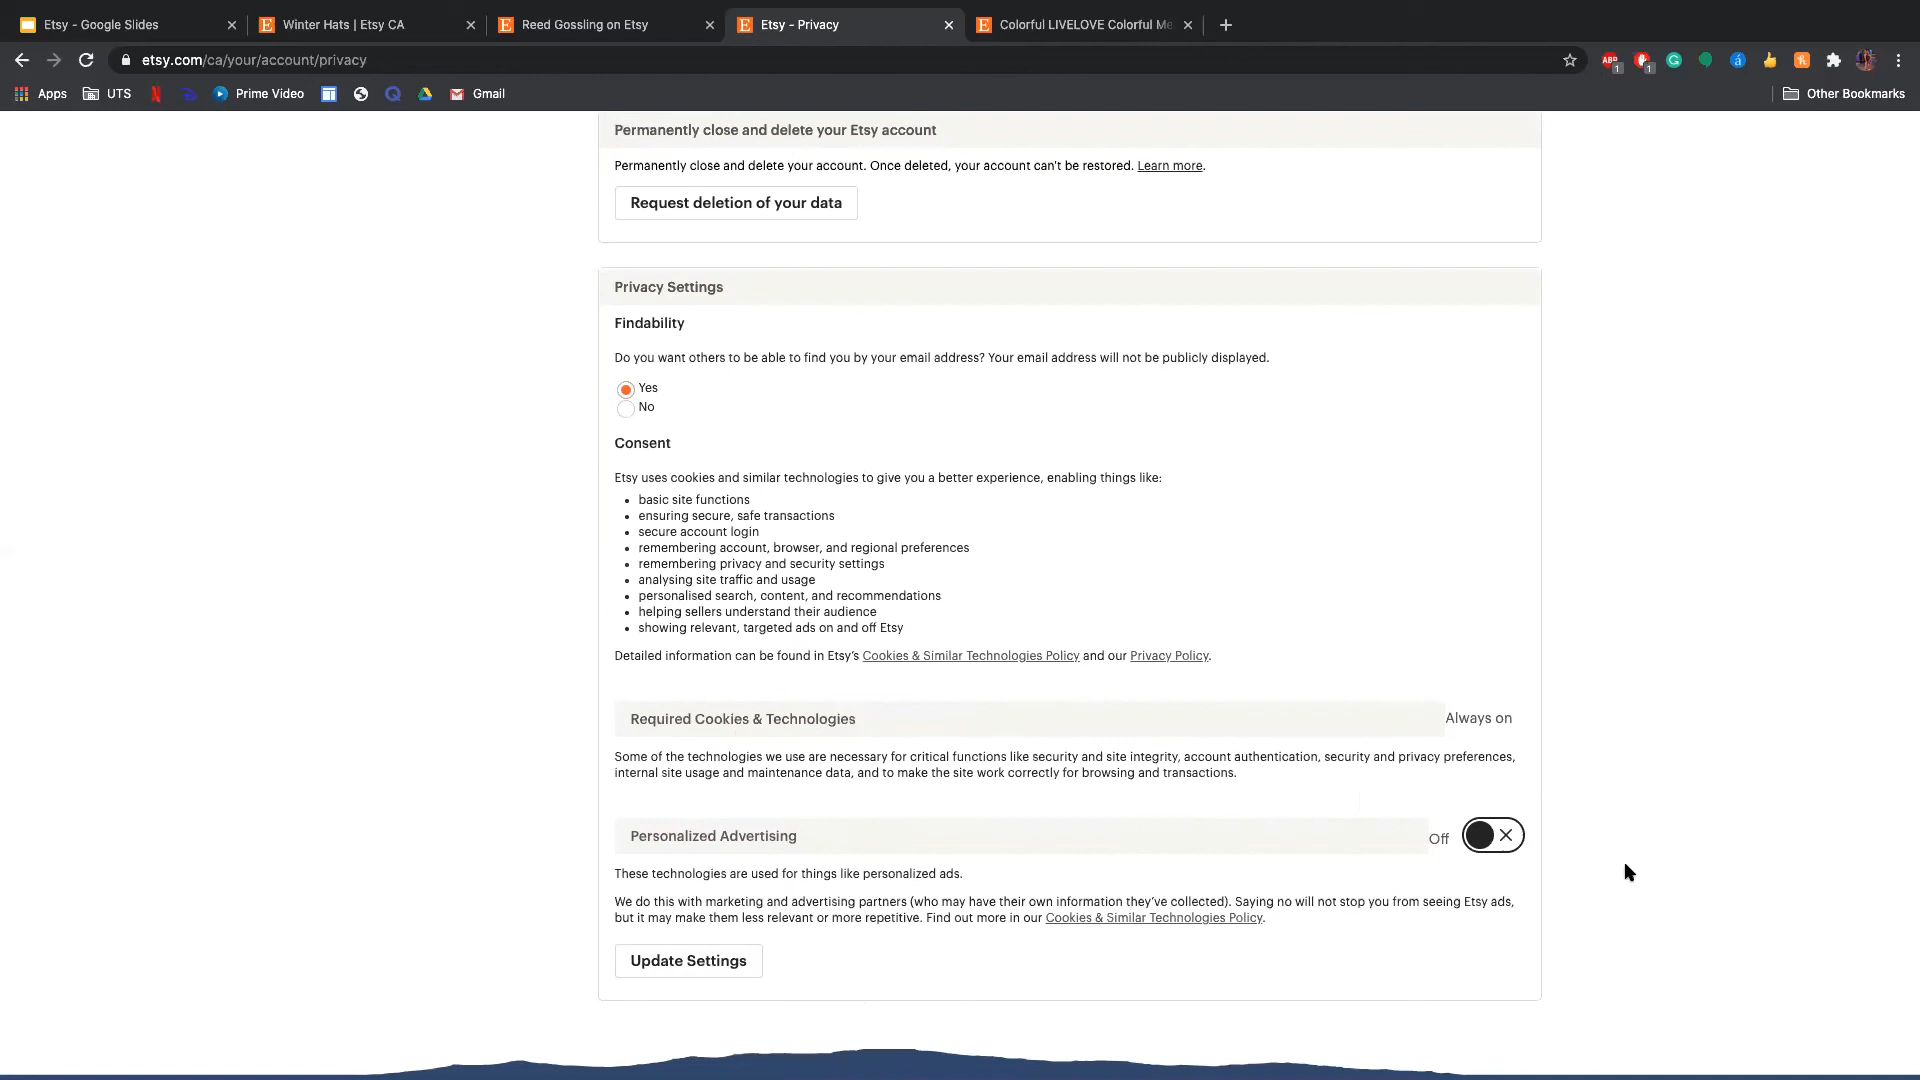 Etsy - Google Slides
Winter Hats | Etsy CA
Reed Gossling on Etsy
Etsy - Privacy
Colorful LIVELOVE Colorful Me
etsy.com/ca/your/account/privacy
ABP
1
1
Apps
UTS
Prime Video
Gmail
Other Bookmarks
Permanently close and delete your Etsy account
Permanently close and delete your account. Once deleted, your account can't be restored. Learn more.
Request deletion of your data
Privacy Settings
Findability
Do you want others to be able to find you by your email address? Your email address will not be publicly displayed.
Yes
No
Consent
Etsy uses cookies and similar technologies to give you a better experience, enabling things like:
• basic site functions
• ensuring secure, safe transactions
• secure account login
• remembering account, browser, and regional preferences
• remembering privacy and security settings
• analysing site traffic and usage
• personalised search, content, and recommendations
• helping sellers understand their audience
• showing relevant, targeted ads on and off Etsy
Detailed information can be found in Etsy's Cookies & Similar Technologies Policy and our Privacy Policy.
Required Cookies & Technologies
Always on
Some of the technologies we use are necessary for critical functions like security and site integrity, account authentication, security and privacy preferences,
internal site usage and maintenance data, and to make the site work correctly for browsing and transactions.
Personalized Advertising
Off
These technologies are used for things like personalized ads.
We do this with marketing and advertising partners (who may have their own information they've collected). Saying no will not stop you from seeing Etsy ads,
but it may make them less relevant or more repetitive. Find out more in our Cookies & Similar Technologies Policy.
Update Settings